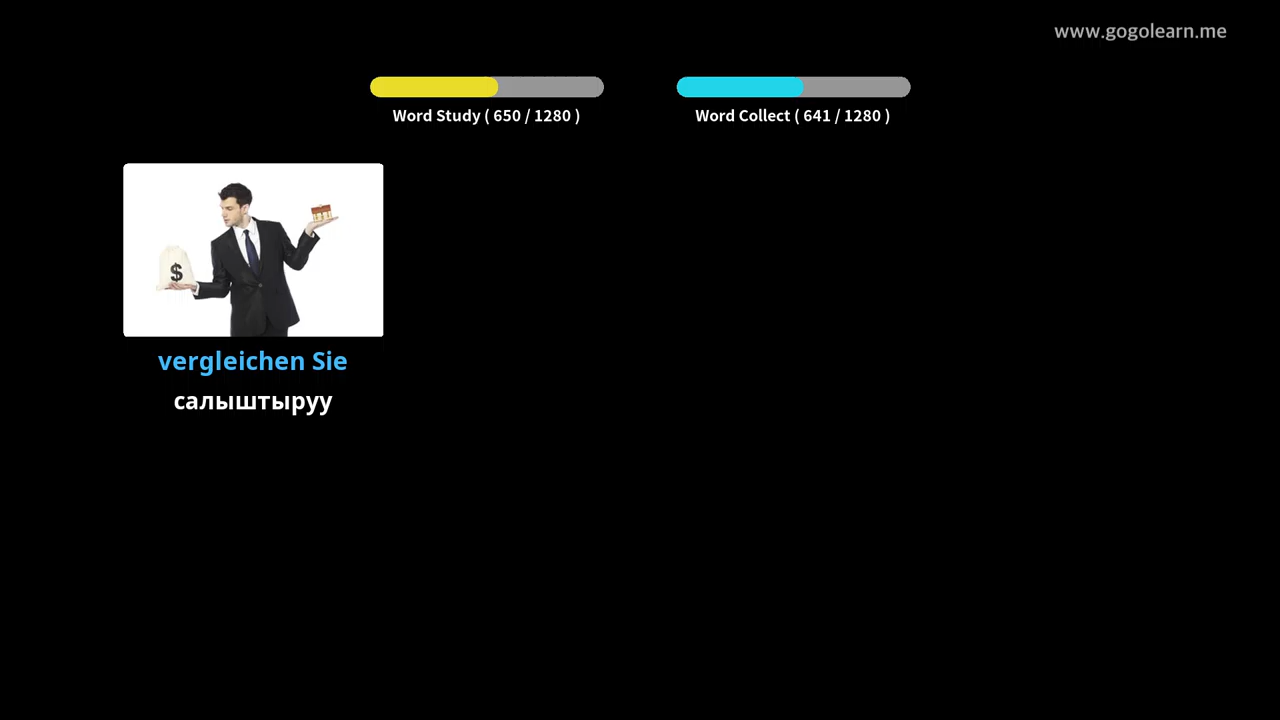 www.gogolearn.me
Word Study ( 650 / 1280 )
Word Collect ( 641 / 1280 )
$
vergleichen Sie
салыштыруу